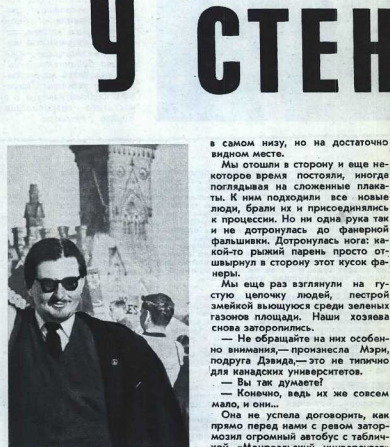 У СТЕН
в самом низу, но на достаточно
видном месте.
Мы отошли в сторону и еще не-
которое время постояли, иногда
поглядывая на сложенные плака-
ты. К ним подходили все новые
люди, брали их и присоединялись
к процессии. Но ни одна рука так
и не дотронулась до фанерной
фальшивки. Дотронулась нога: ка-
кой-то рыжий парень просто от-
швырнул в сторону этот кусок фа-
неры.
Мы еще раз взглянули на гу-
стую цепочку людей, пестрой
змейкой вьющуюся среди зеленых
газонов площади. Наши хозяева
снова заторопились.
— Не обращайте на них особен-
но внимания,— произнесла Мэри,
подруга Дэвида,— это не типично
для канадских университетов.
— Вы так думаете?
— Конечно, ведь их же совсем
мало, и они...
Она не успела договорить, как
прямо перед нами с ревом затор-
мозил огромный автобус с таблич-